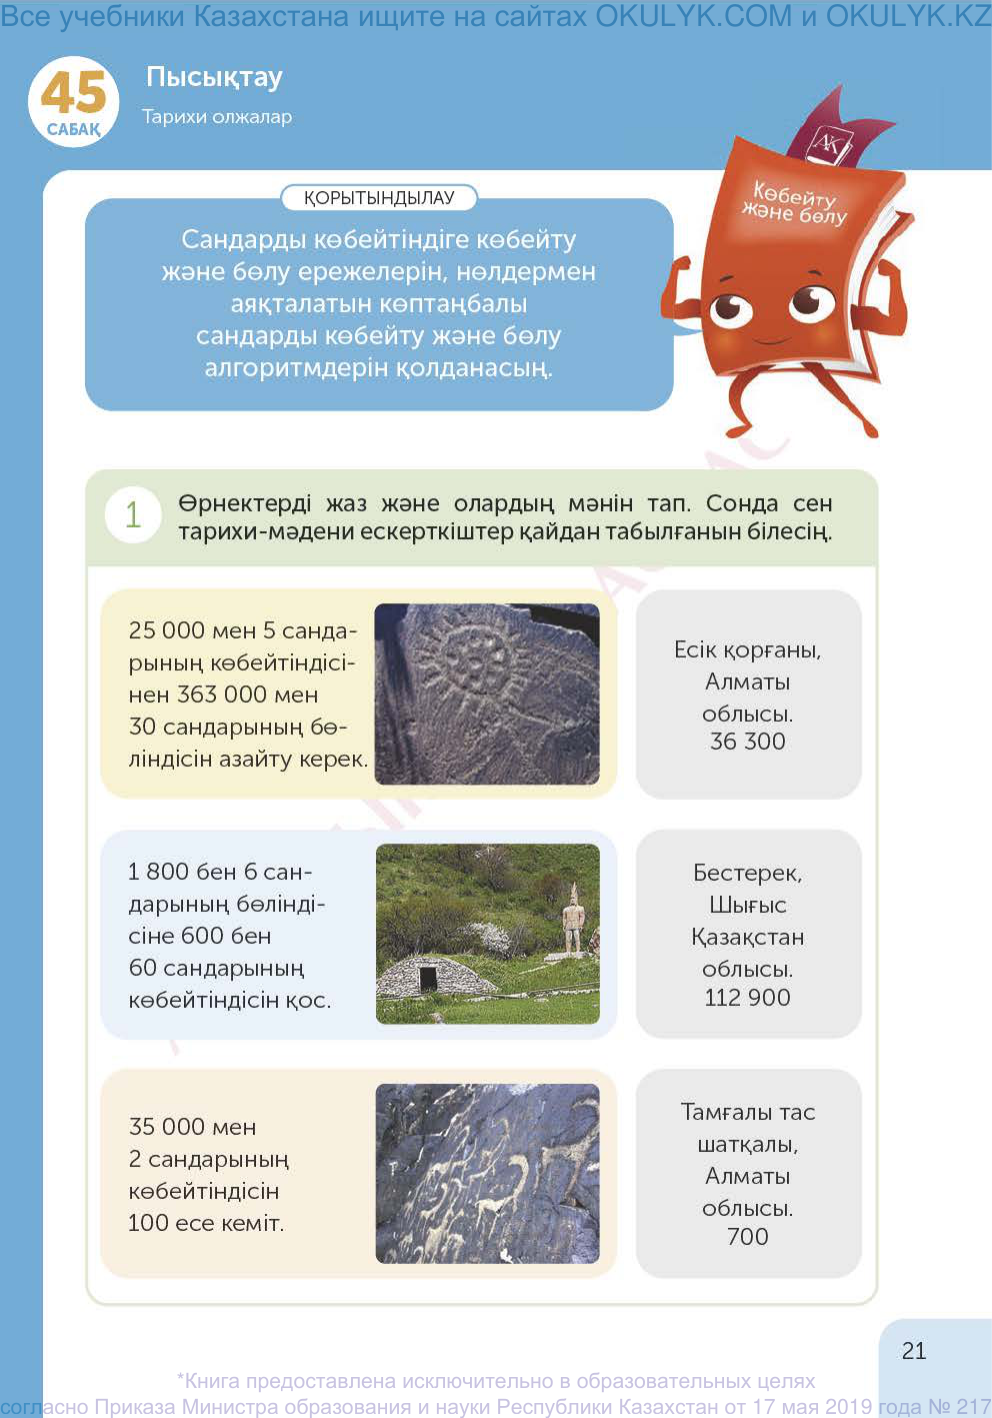 Все учебники Казахстана ищите на сайтах OKULYK.COM и OKULYK.KZ
45
САБАҚ
Пысықтау
Тарихи олжалар
АК
Көбейту
және бөлу
ҚОРЫТЫНДЫЛАУ
Сандарды көбейтіндіге көбейту
және бөлу ережелерін, нөлдермен
аяқталатын көптаңбалы
сандарды көбейту және бөлу
алгоритмдерін қолданасың.
1
Өрнектерді жаз және олардың мәнін тап. Сонда сен
тарихи-мәдени ескерткіштер қайдан табылғанын білесің.
25 000 мен 5 санда-
рының көбейтіндісі-
нен 363 000 мен
30 сандарының бө-
ліндісін азайту керек.
Есік қорғаны,
Алматы
облысы.
36 300
1 800 бен 6 сан-
дарының бөлінді-
сіне 600 бен
60 сандарының
көбейтіндісін қос.
Бестерек,
Шығыс
Қазақстан
облысы.
112 900
35 000 мен
2 сандарының
көбейтіндісін
100 есе кеміт.
Тамғалы тас
шатқалы,
Алматы
облысы.
700
21
*Книга предоставлена исключительно в образовательных целях
согласно Приказа Министра образования и науки Республики Казахстан от 17 мая 2019 года № 217